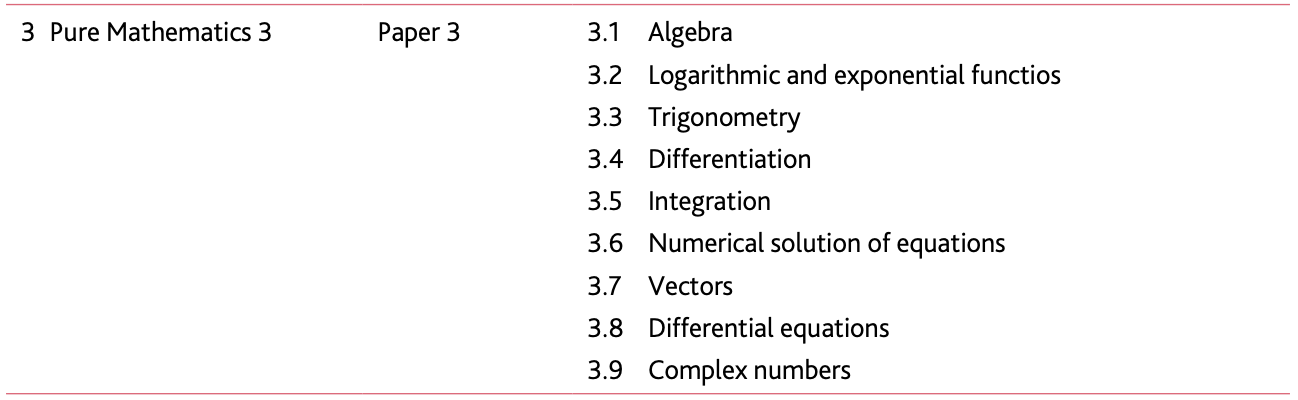 3 Pure Mathematics 3 Paper 3 3.1 Algebra
3.2 Logarithmic and exponential functios
3.3 Trigonometry
3.4 Differentiation
3.5 Integration
3.6 Numerical solution of equations
3.7 Vectors
3.8 Differential equations
3.9 Complex numbers